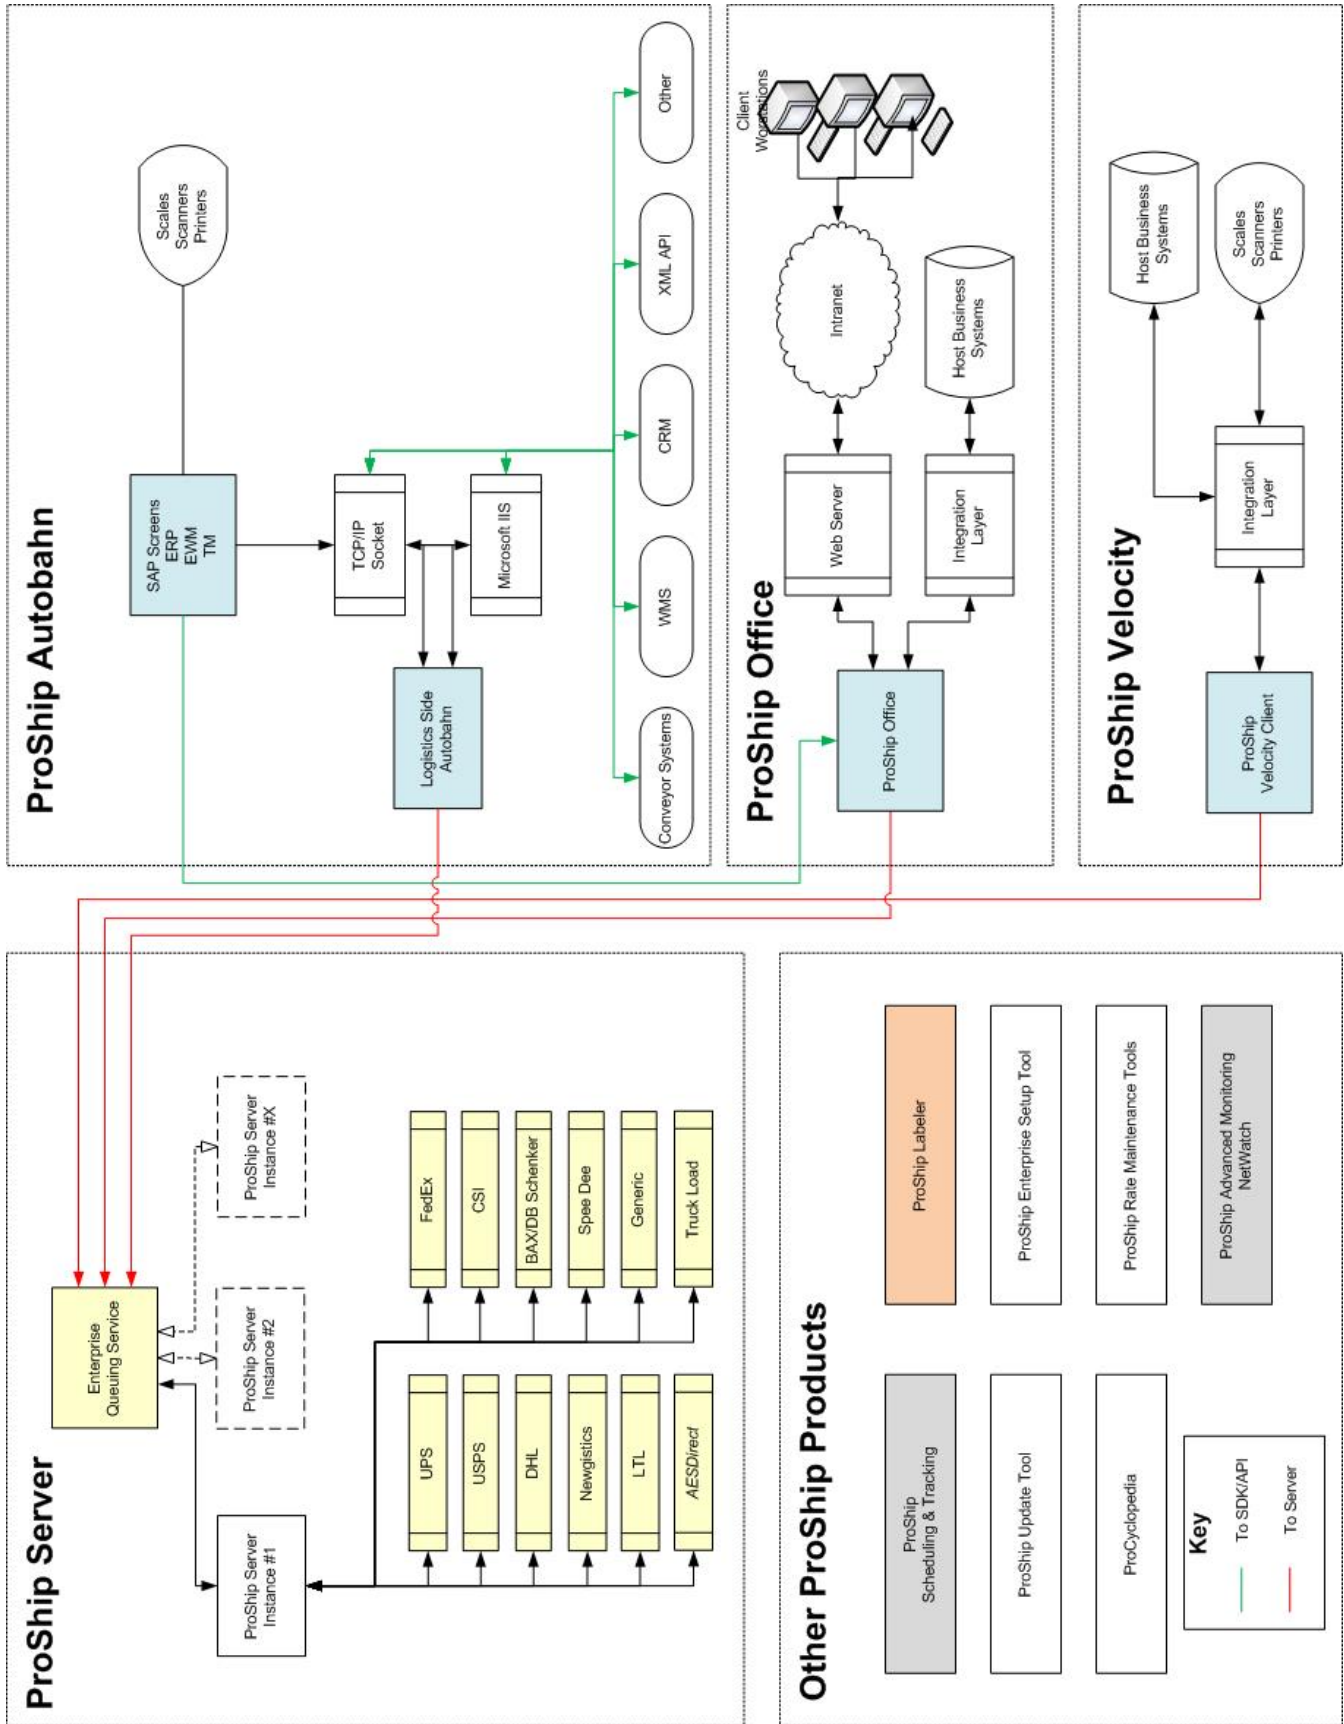 ProShip Server
Enterprise
Queuing Service
ProShip Server
Instance #1
ProShip Server
Instance #2
ProShip Server
Instance #X
UPS
USPS
DHL
Newgistics
LTL
AESDirect
FedEx
CSI
BAX/DB Schenker
Spee Dee
Generic
Truck Load
ProShip Autobahn
SAP Screens
ERP
EWM
TM
Scales
Scanners
Printers
TCP/IP
Socket
Microsoft IIS
Logistics Side
Autobahn
Conveyor Systems
WMS
CRM
XML API
Other
ProShip Office
ProShip Office
Web Server
Intranet
Client
Worstations
Integration
Layer
Host Business
Systems
ProShip Velocity
ProShip
Velocity Client
Integration
Layer
Host Business
Systems
Scales
Scanners
Printers
Other ProShip Products
ProShip
Scheduling & Tracking
ProShip Labeler
ProShip Update Tool
ProShip Enterprise Setup Tool
ProCyclopedia
ProShip Rate Maintenance Tools
ProShip Advanced Monitoring
NetWatch
Key
To SDK/API
To Server